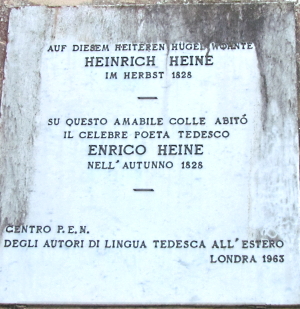 AUF DIESEM HEITEREN HÜGEL WOHNTE
HEINRICH HEINE
IM HERBST 1828
SU QUESTO AMABILE COLLE ABITÓ
IL CELEBRE POETA TEDESCO
ENRICO HEINE
NELL'AUTUNNO 1828
CENTRO P.E.N.
DEGLI AUTORI DI LINGUA TEDESCA ALL'ESTERO
LONDRA 1963